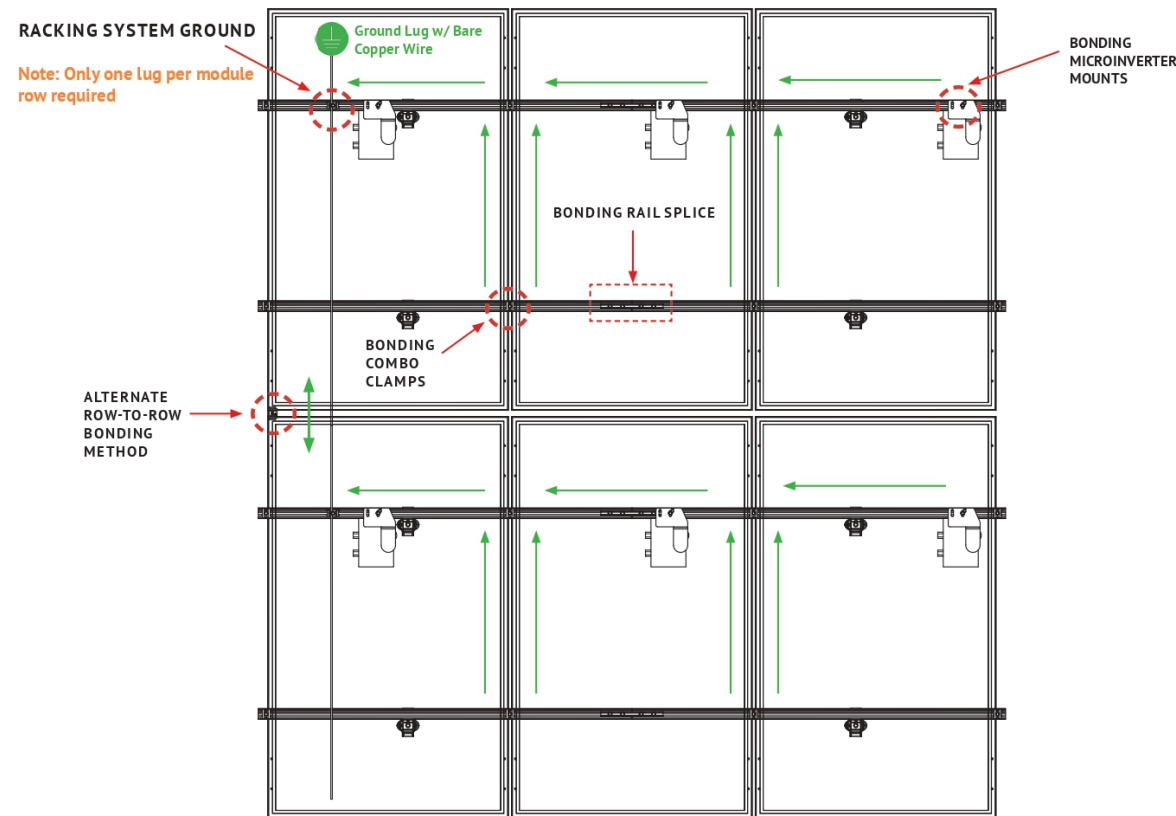 RACKING SYSTEM GROUND
Note: Only one lug per module
row required
Ground Lug w/ Bare
Copper Wire
BONDING
MICROINVERTER
MOUNTS
BONDING RAIL SPLICE
BONDING
COMBO
CLAMPS
ALTERNATE
ROW-TO-ROW
BONDING
METHOD